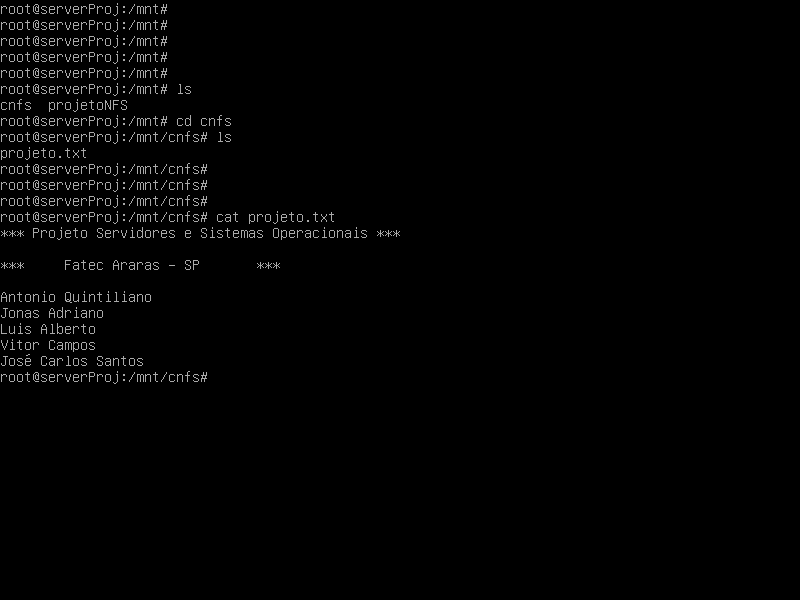 root@serverProj:/mnt#
root@serverProj:/mnt#
root@serverProj:/mnt#
root@serverProj:/mnt#
root@serverProj:/mnt#
root@serverProj:/mnt# ls
cnfs  projetoNFS
root@serverProj:/mnt# cd cnfs
root@serverProj:/mnt/cnfs# ls
projeto.txt
root@serverProj:/mnt/cnfs#
root@serverProj:/mnt/cnfs#
root@serverProj:/mnt/cnfs#
root@serverProj:/mnt/cnfs# cat projeto.txt
*** Projeto Servidores e Sistemas Operacionais ***
***     Fatec Araras - SP       ***
Antonio Quintiliano
Jonas Adriano
Luis Alberto
Vitor Campos
José Carlos Santos
root@serverProj:/mnt/cnfs#